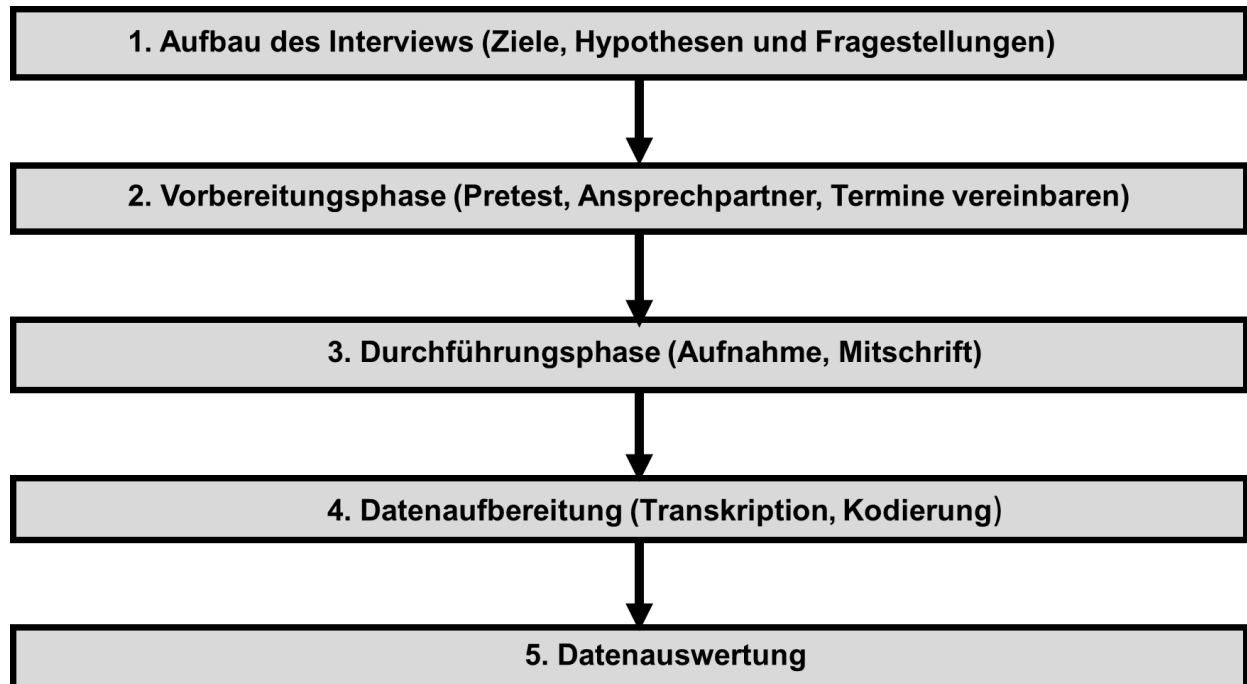 1. Aufbau des Interviews (Ziele, Hypothesen und Fragestellungen)
2. Vorbereitungsphase (Pretest, Ansprechpartner, Termine vereinbaren)
3. Durchführungsphase (Aufnahme, Mitschrift)
4. Datenaufbereitung (Transkription, Kodierung)
5. Datenauswertung